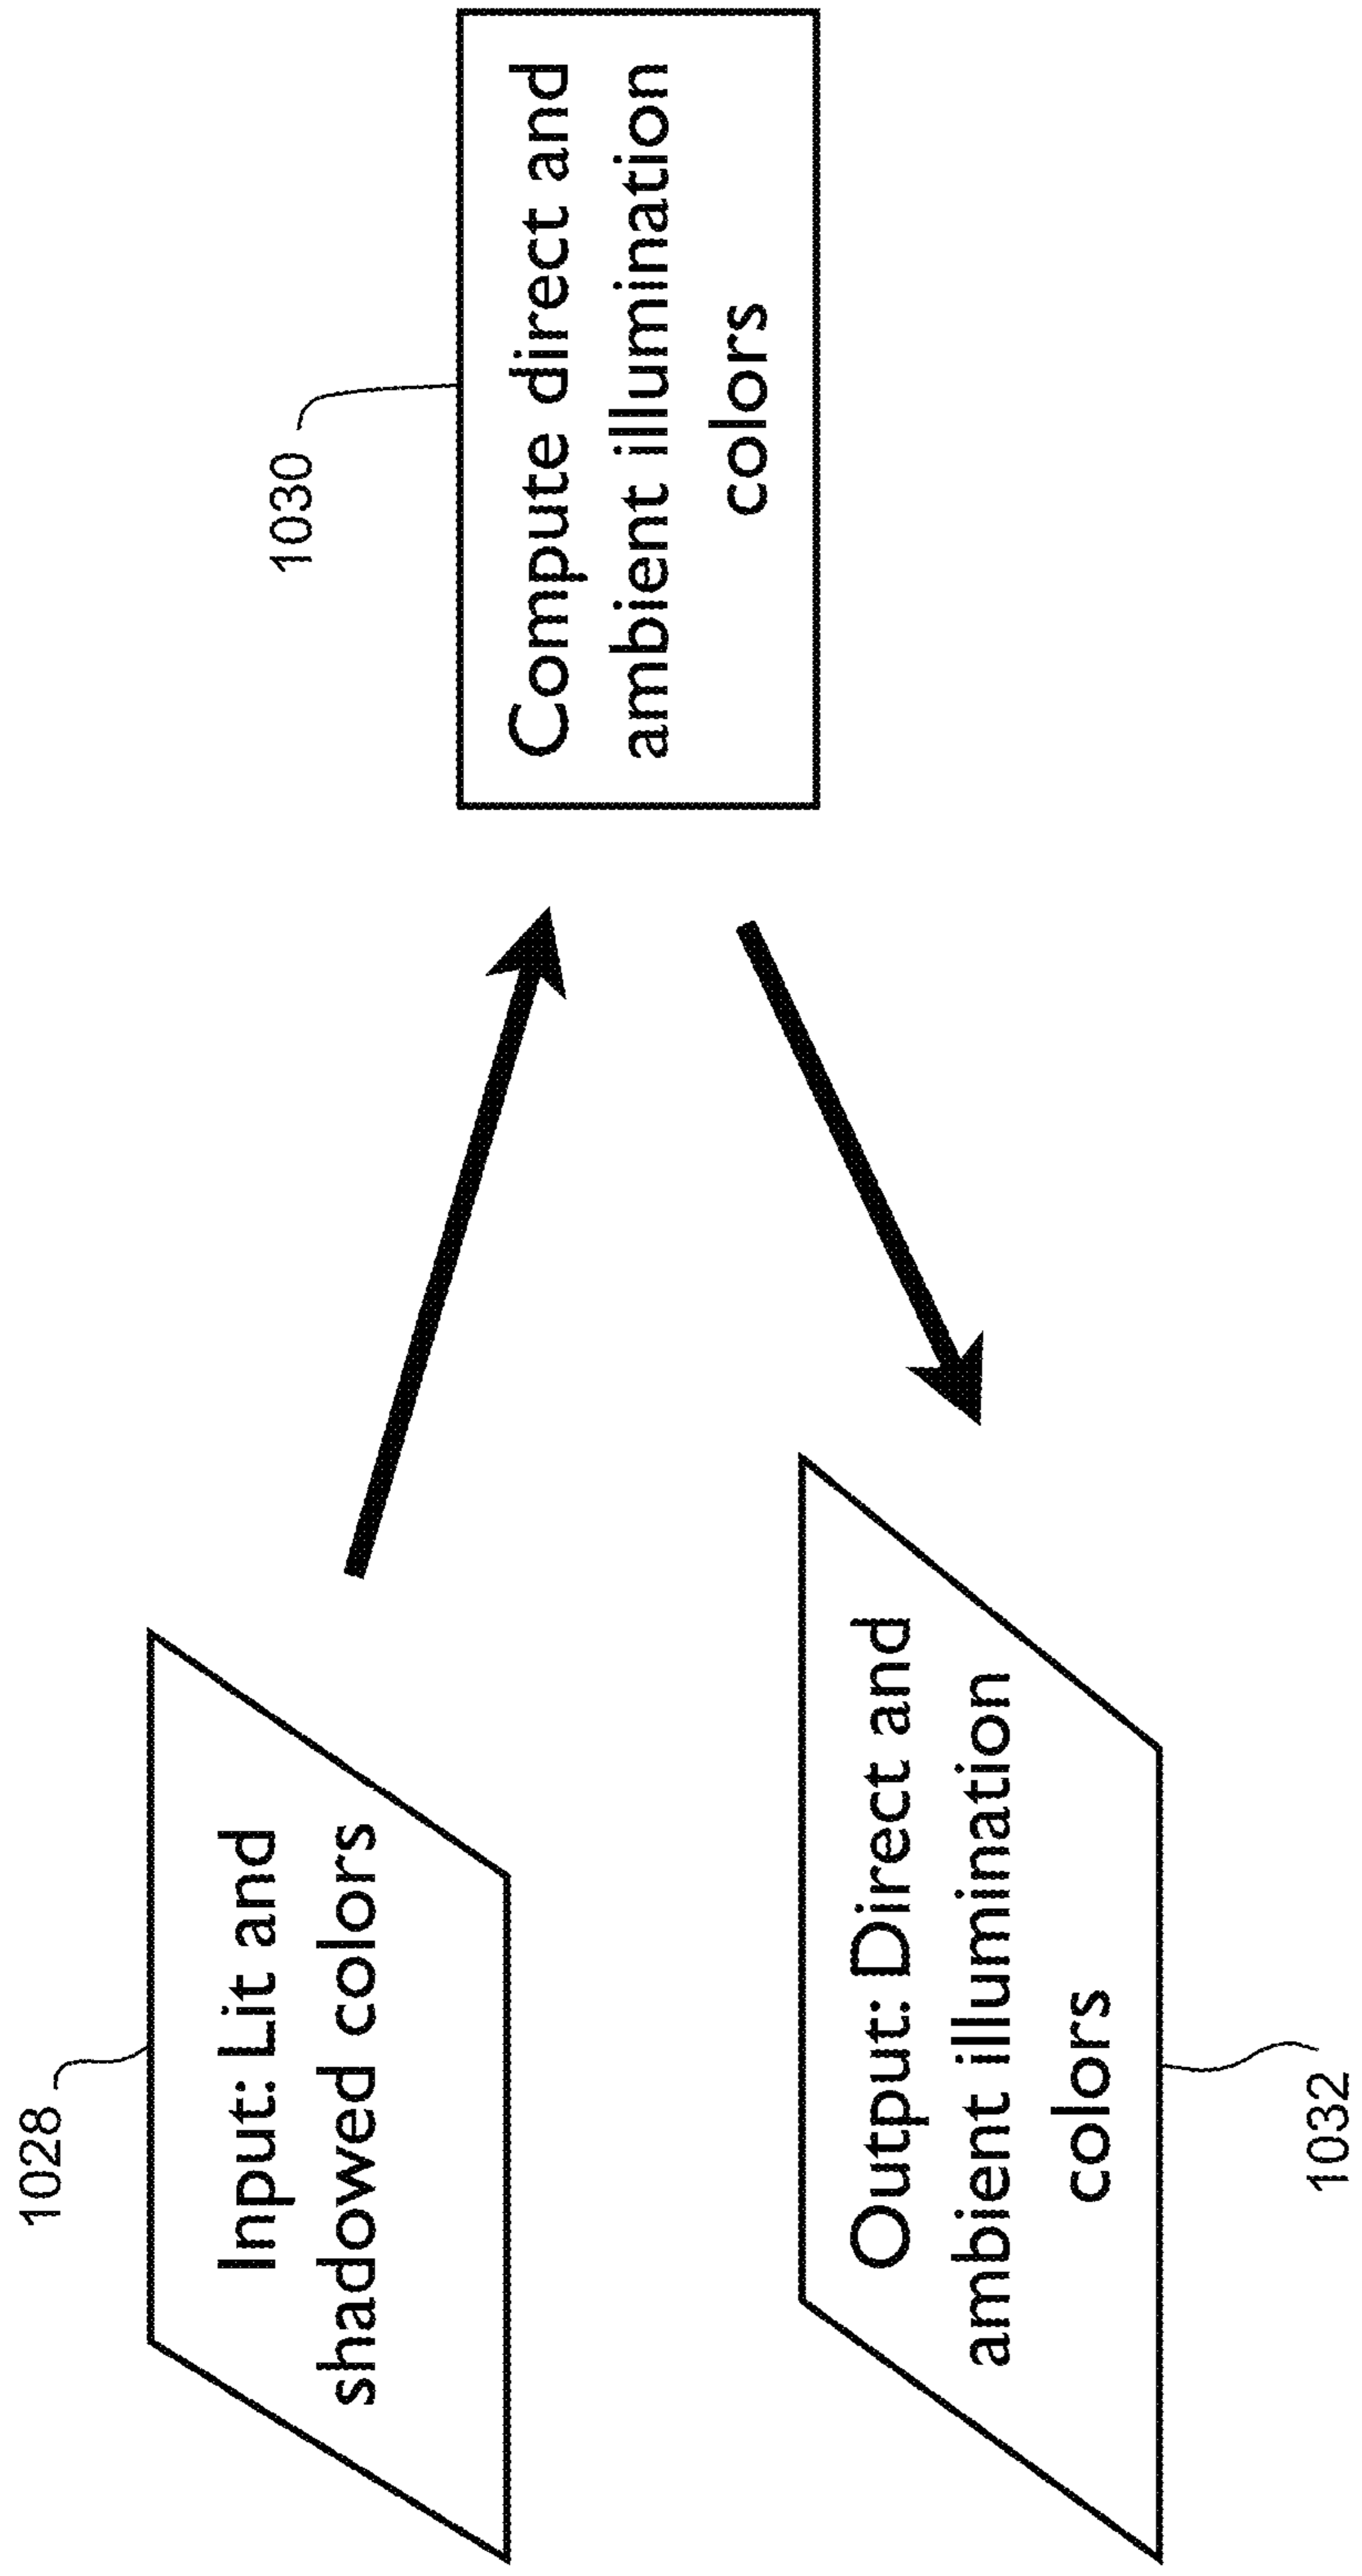 1028
Input: Lit and
shadowed colors
1030
Compute direct and
ambient illumination
colors
Output: Direct and
ambient illumination
colors
1032